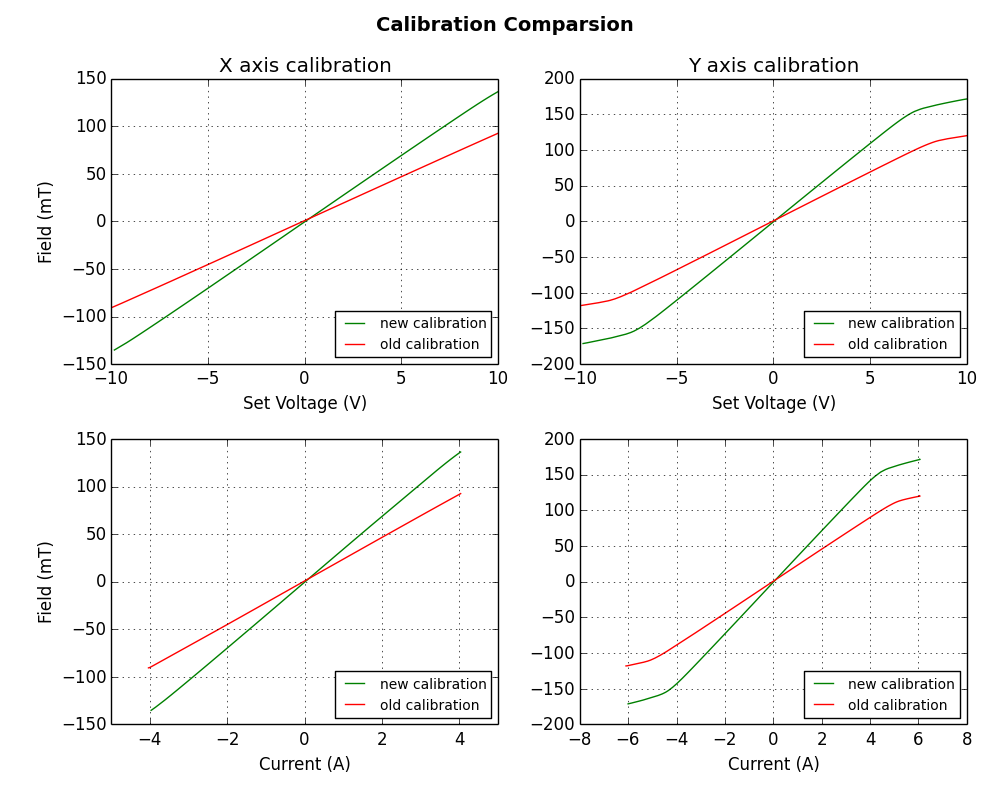 Calibration Comparsion
X axis calibration
150
100
50
0
−50
−100
−150
Field (mT)
new calibration
old calibration
−10 −5 0 5 10
Set Voltage (V)
Y axis calibration
200
150
100
50
0
−50
−100
−150
−200
new calibration
old calibration
−10 −5 0 5 10
Set Voltage (V)
150
100
50
0
−50
−100
−150
Field (mT)
new calibration
old calibration
−4 −2 0 2 4
Current (A)
200
150
100
50
0
−50
−100
−150
−200
new calibration
old calibration
−8 −6 −4 −2 0 2 4 6 8
Current (A)